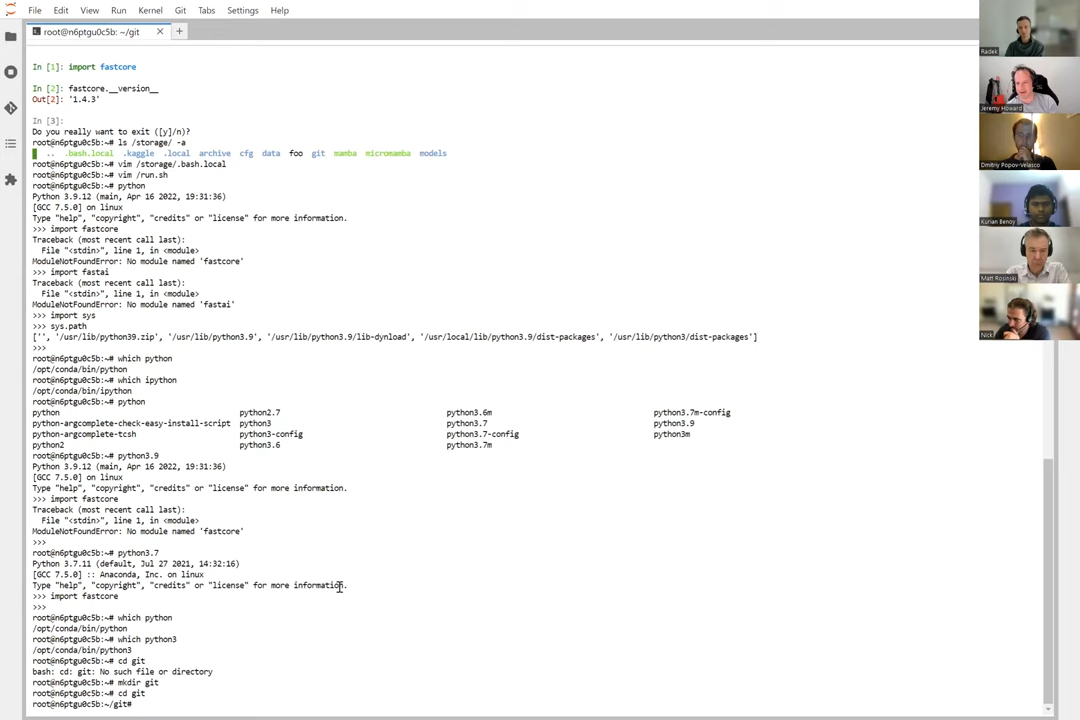 File Edit View Run Kernel Git Tabs Settings Help
root@n6ptgu0c5b: ~/git
In [1]: import fastcore
In [2]: fastcore.__version__
Out[2]: '1.4.3'
In [3]:
Do you really want to exit ([y]/n)?
root@n6ptgu0c5b:~# ls /storage/ -a
. .. .bash.local .kaggle .local archive cfg data foo git mamba micromamba models
root@n6ptgu0c5b:~# vim /storage/.bash.local
root@n6ptgu0c5b:~# vim /run.sh
root@n6ptgu0c5b:~# python
Python 3.9.12 (main, Apr 16 2022, 19:31:36)
[GCC 7.5.0] on linux
Type "help", "copyright", "credits" or "license" for more information.
>>> import fastcore
Traceback (most recent call last):
  File "<stdin>", line 1, in <module>
ModuleNotFoundError: No module named 'fastcore'
>>> import fastai
Traceback (most recent call last):
  File "<stdin>", line 1, in <module>
ModuleNotFoundError: No module named 'fastai'
>>> import sys
>>> sys.path
['', '/usr/lib/python39.zip', '/usr/lib/python3.9', '/usr/lib/python3.9/lib-dynload', '/usr/local/lib/python3.9/dist-packages', '/usr/lib/python3/dist-packages']
>>>
root@n6ptgu0c5b:~# which python
/opt/conda/bin/python
root@n6ptgu0c5b:~# which ipython
/opt/conda/bin/ipython
root@n6ptgu0c5b:~# python
python python2.7 python3.6m python3.7m-config
python-argcomplete-check-easy-install-script python3 python3.7 python3.9
python-argcomplete-tcsh python3-config python3.7-config python3m
python2 python3.6 python3.7m
root@n6ptgu0c5b:~# python3.9
Python 3.9.12 (main, Apr 16 2022, 19:31:36)
[GCC 7.5.0] on linux
Type "help", "copyright", "credits" or "license" for more information.
>>> import fastcore
Traceback (most recent call last):
  File "<stdin>", line 1, in <module>
ModuleNotFoundError: No module named 'fastcore'
>>>
root@n6ptgu0c5b:~# python3.7
Python 3.7.11 (default, Jul 27 2021, 14:32:16)
[GCC 7.5.0] :: Anaconda, Inc. on linux
Type "help", "copyright", "credits" or "license" for more information.
>>> import fastcore
>>>
root@n6ptgu0c5b:~# which python
/opt/conda/bin/python
root@n6ptgu0c5b:~# which python3
/opt/conda/bin/python3
root@n6ptgu0c5b:~# cd git
bash: cd: git: No such file or directory
root@n6ptgu0c5b:~# mkdir git
root@n6ptgu0c5b:~# cd git
root@n6ptgu0c5b:~/git#
Radek
Jeremy Howard
Dmitriy Popov-Velasco
Kurian Benoy
Matt Rosinski
Nick